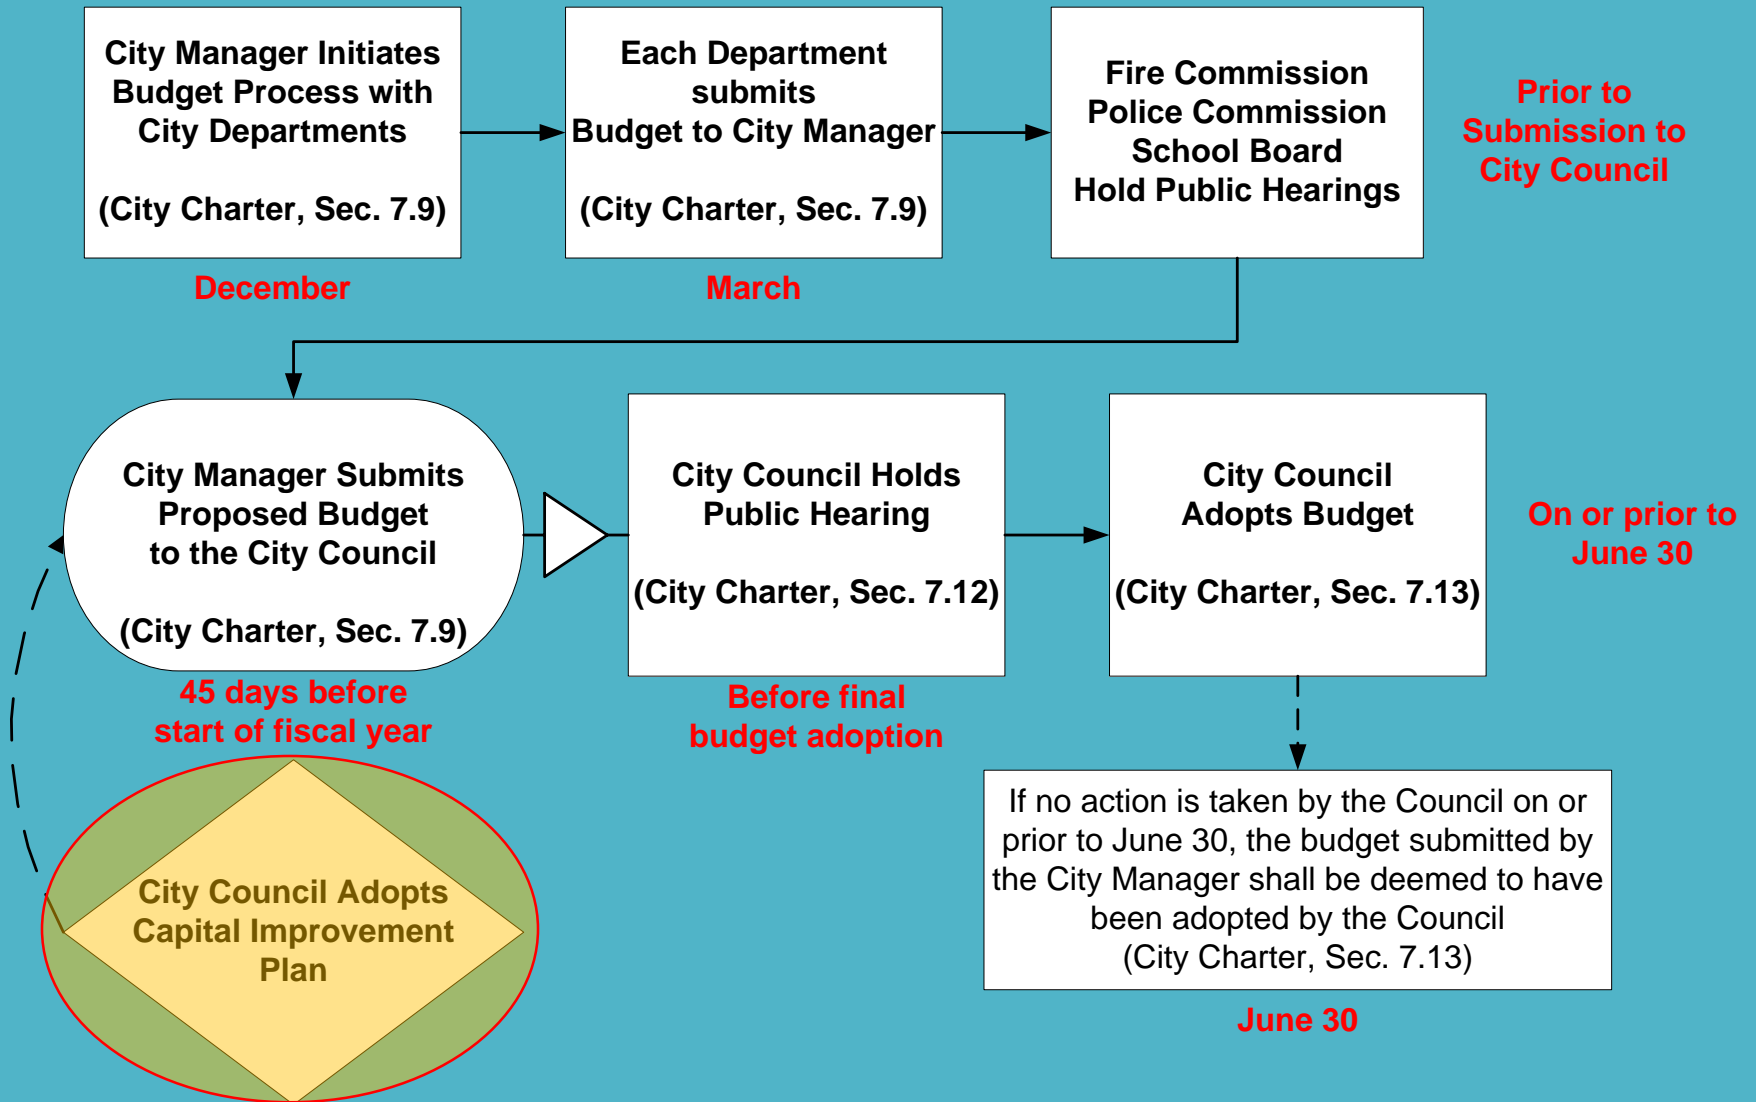 City Manager Initiates
Budget Process with
City Departments
(City Charter, Sec. 7.9)
December
Each Department
submits
Budget to City Manager
(City Charter, Sec. 7.9)
March
Fire Commission
Police Commission
School Board
Hold Public Hearings
Prior to
Submission to
City Council
City Manager Submits
Proposed Budget
to the City Council
(City Charter, Sec. 7.9)
45 days before
start of fiscal year
City Council Holds
Public Hearing
(City Charter, Sec. 7.12)
Before final
budget adoption
City Council
Adopts Budget
(City Charter, Sec. 7.13)
On or prior to
June 30
City Council Adopts
Capital Improvement
Plan
If no action is taken by the Council on or
prior to June 30, the budget submitted by
the City Manager shall be deemed to have
been adopted by the Council
(City Charter, Sec. 7.13)
June 30